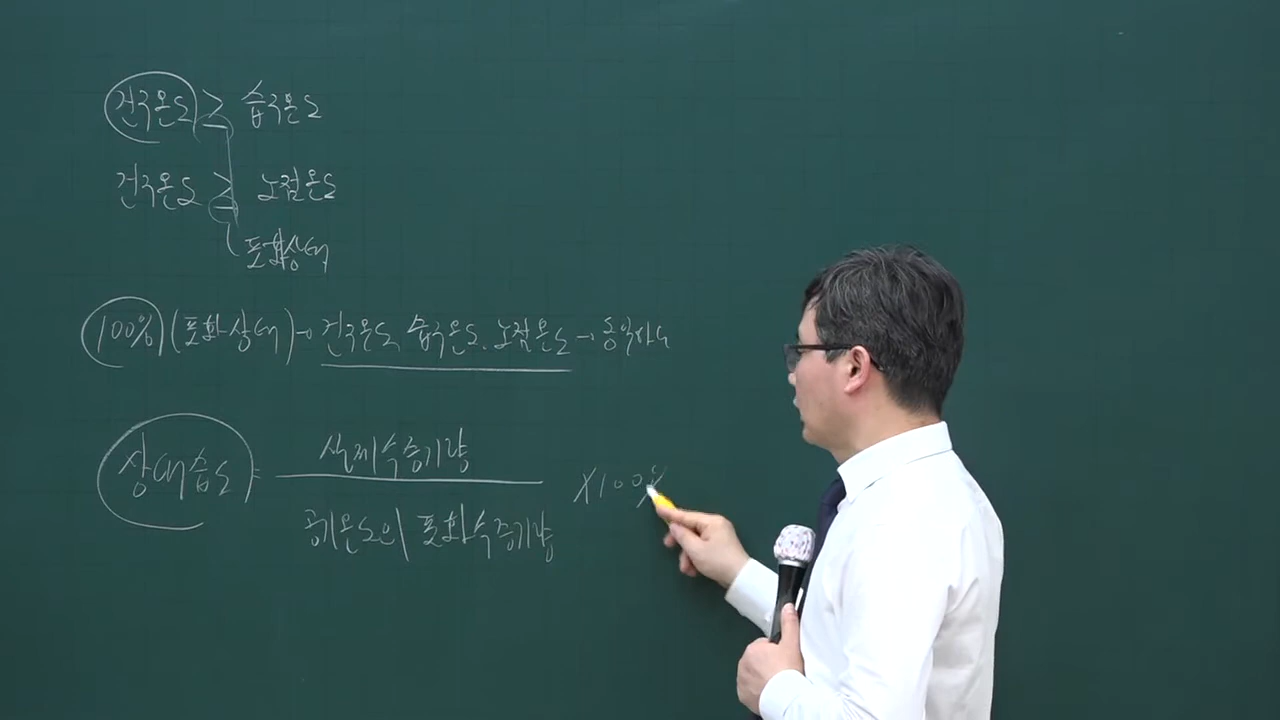 건구온도 ≥ 습구온도
건구온도 ≥ 노점온도
포화상태
100% (포화상태) → 건구온도, 습구온도, 노점온도 → 동일하다
상대습도 = 실제수증기량 / 공기온도의 포화수증기량 × 100%